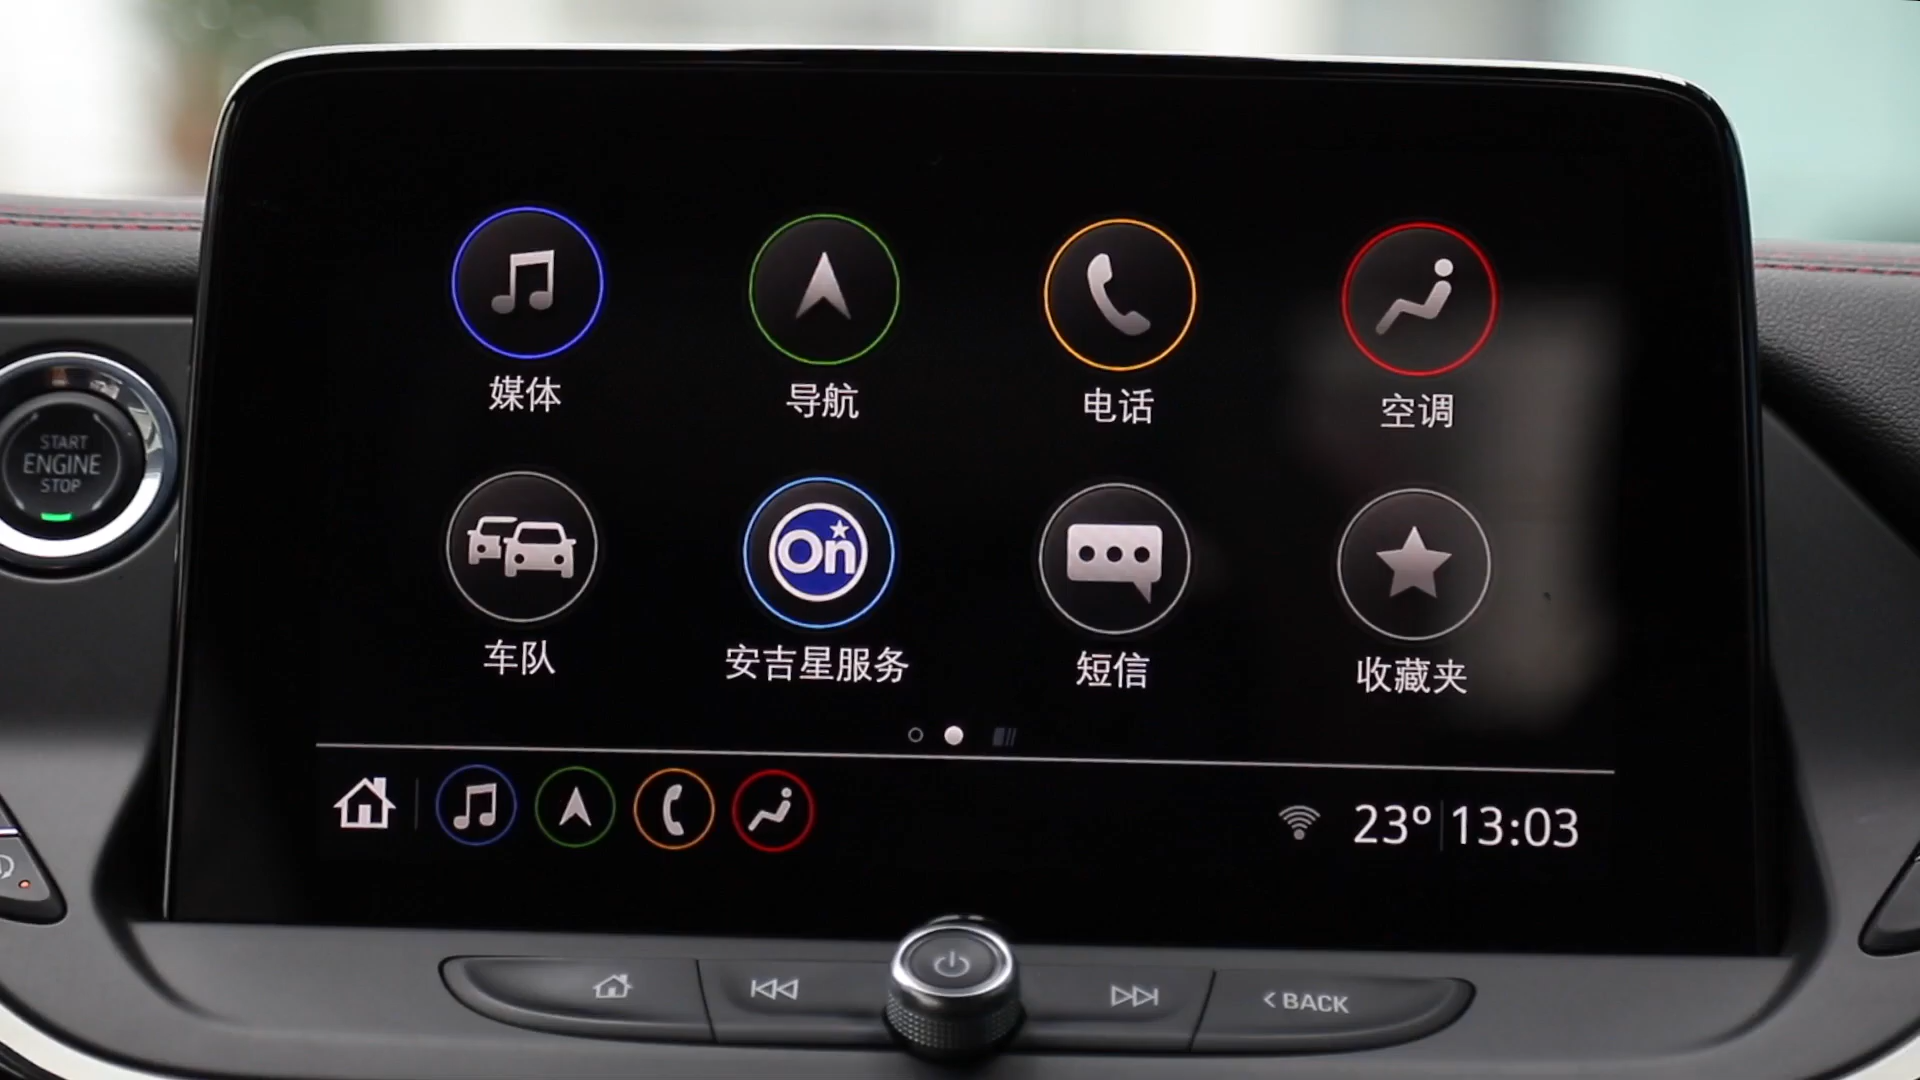 媒体 导航 电话 空调
START
ENGINE
STOP
On
车队 安吉星服务 短信 收藏夹
23° 13:03
< BACK